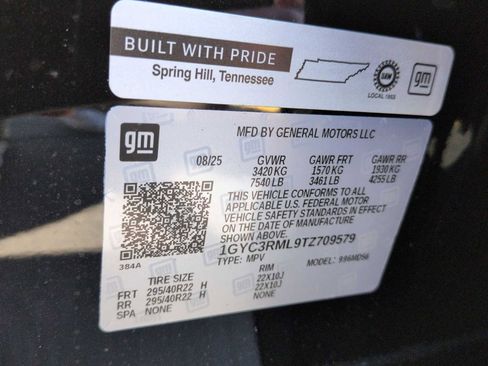 BUILT WITH PRIDE
Spring Hill, Tennessee
UAW
LOCAL 1853
gm
gm
MFD BY GENERAL MOTORS LLC
08/25 GVWR GAWR FRT GAWR RR
3420 KG 1570 KG 1930 KG
7540 LB 3461 LB 4255 LB
THIS VEHICLE CONFORMS TO ALL
APPLICABLE U.S. FEDERAL MOTOR
VEHICLE SAFETY STANDARDS IN EFFECT
ON THE DATE OF MANUFACTURE
SHOWN ABOVE.
1GYC3RML9TZ709579
384A TYPE: MPV MODEL: 996MDS6
TIRE SIZE RIM
FRT 295/40R22 H 22X10J
RR 295/40R22 H 22X10J
SPA NONE NONE